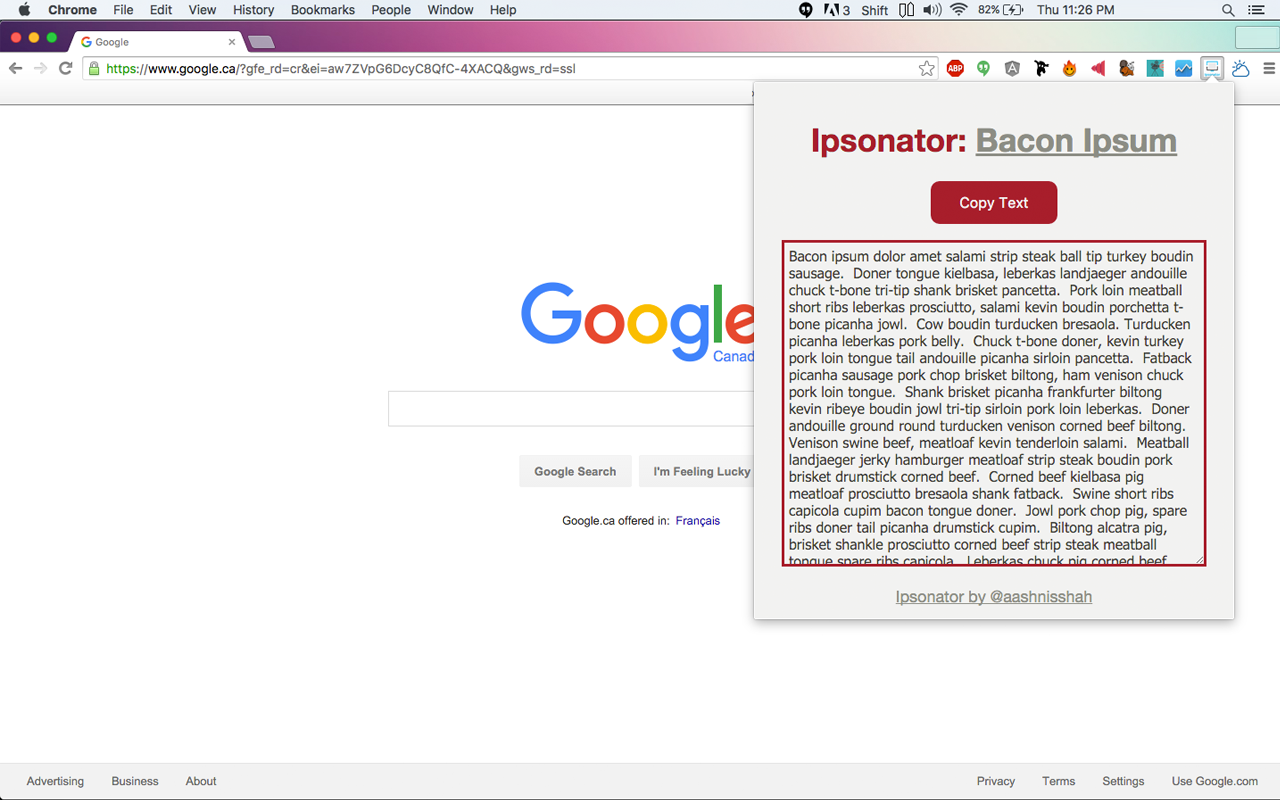 Chrome File Edit View History Bookmarks People Window Help 3 Shift 82% Thu 11:26 PM
Google
https://www.google.ca/?gfe_rd=cr&ei=aw7ZVpG6DcyC8QfC-4XACQ&gws_rd=ssl
ABP
Ipsonator: Bacon Ipsum
Copy Text
Bacon ipsum dolor amet salami strip steak ball tip turkey boudin
sausage.  Doner tongue kielbasa, leberkas landjaeger andouille
chuck t-bone tri-tip shank brisket pancetta.  Pork loin meatball
short ribs leberkas prosciutto, salami kevin boudin porchetta t-
bone picanha jowl.  Cow boudin turducken bresaola. Turducken
picanha leberkas pork belly.  Chuck t-bone doner, kevin turkey
pork loin tongue tail andouille picanha sirloin pancetta.  Fatback
picanha sausage pork chop brisket biltong, ham venison chuck
pork loin tongue.  Shank brisket picanha frankfurter biltong
kevin ribeye boudin jowl tri-tip sirloin pork loin leberkas.  Doner
andouille ground round turducken venison corned beef biltong.
Venison swine beef, meatloaf kevin tenderloin salami.  Meatball
landjaeger jerky hamburger meatloaf strip steak boudin pork
brisket drumstick corned beef.  Corned beef kielbasa pig
meatloaf prosciutto bresaola shank fatback.  Swine short ribs
capicola cupim bacon tongue doner.  Jowl pork chop pig, spare
ribs doner tail picanha drumstick cupim.  Biltong alcatra pig,
brisket shankle prosciutto corned beef strip steak meatball
tongue spare ribs capicola.  Leberkas chuck pig corned beef
Ipsonator by @aashnisshah
Google
Canad
Google Search I'm Feeling Lucky
Google.ca offered in: Français
Advertising Business About Privacy Terms Settings Use Google.com